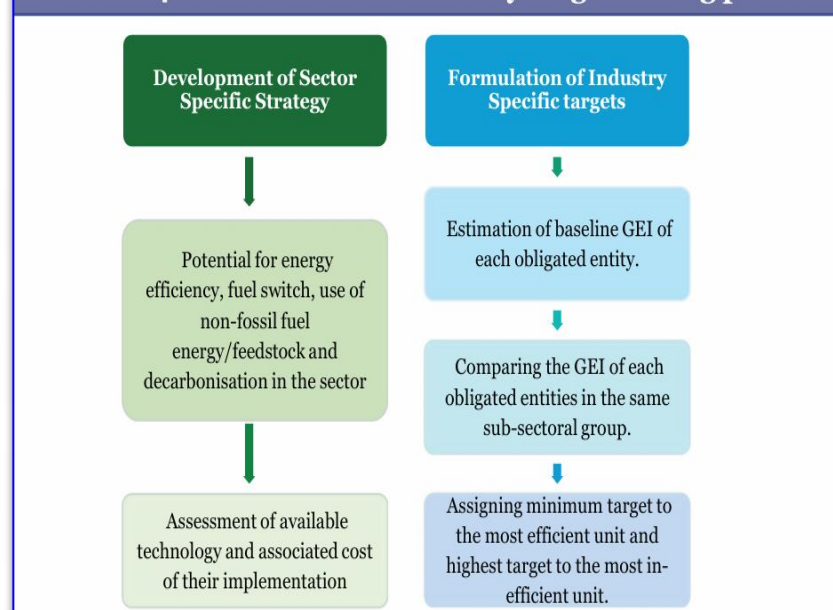 Development of Sector
Specific Strategy
Potential for energy
efficiency, fuel switch, use of
non-fossil fuel
energy/feedstock and
decarbonisation in the sector
Assessment of available
technology and associated cost
of their implementation
Formulation of Industry
Specific targets
Estimation of baseline GEI of
each obligated entity.
Comparing the GEI of each
obligated entities in the same
sub-sectoral group.
Assigning minimum target to
the most efficient unit and
highest target to the most in-
efficient unit.